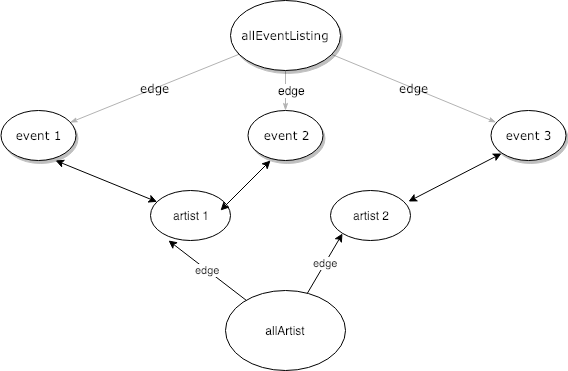 allEventListing
edge
edge
edge
event 1
event 2
event 3
artist 1
artist 2
edge
edge
allArtist